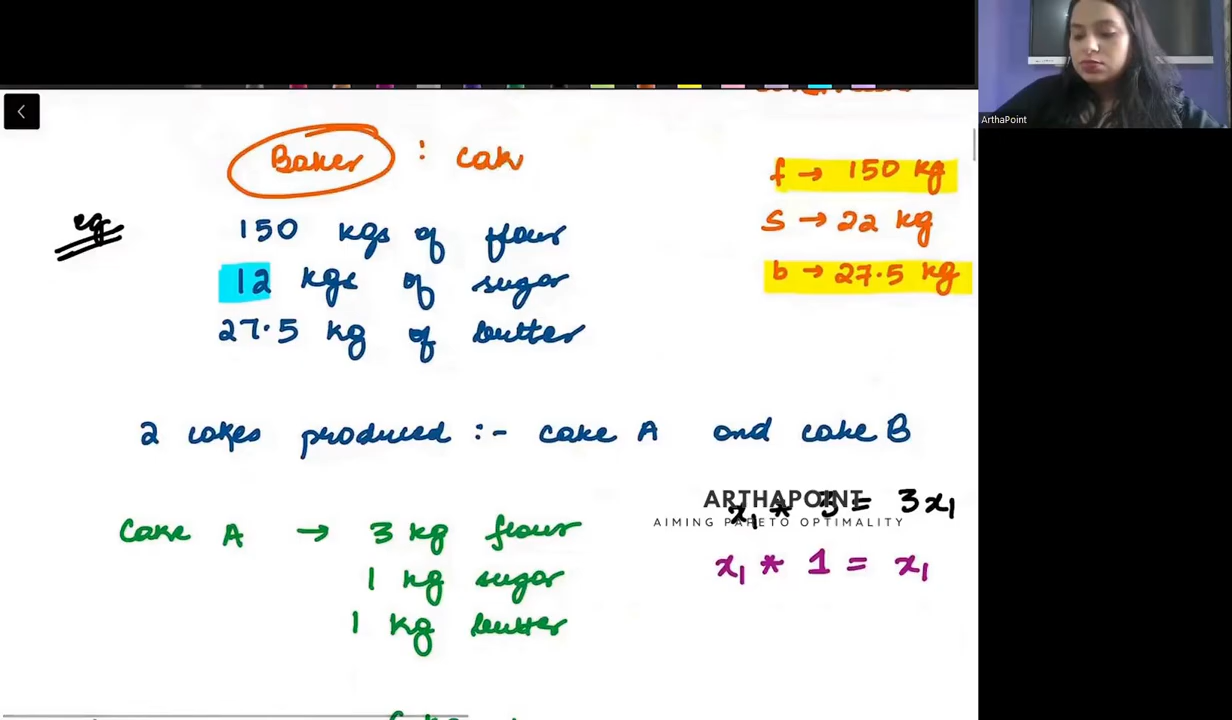 Baker : cake
f → 150 kg
eg
150 kgs of flour
S → 22 kg
12 kgs of sugar
b → 27.5 kg
27.5 kg of butter
2 cakes produced :- cake A and cake B
ARTHAPOINT
AIMING PARETO OPTIMALITY
x₁ * 3 = 3x₁
Cake A → 3 kg flour
x₁ * 1 = x₁
1 kg sugar
1 kg butter
ArthaPoint